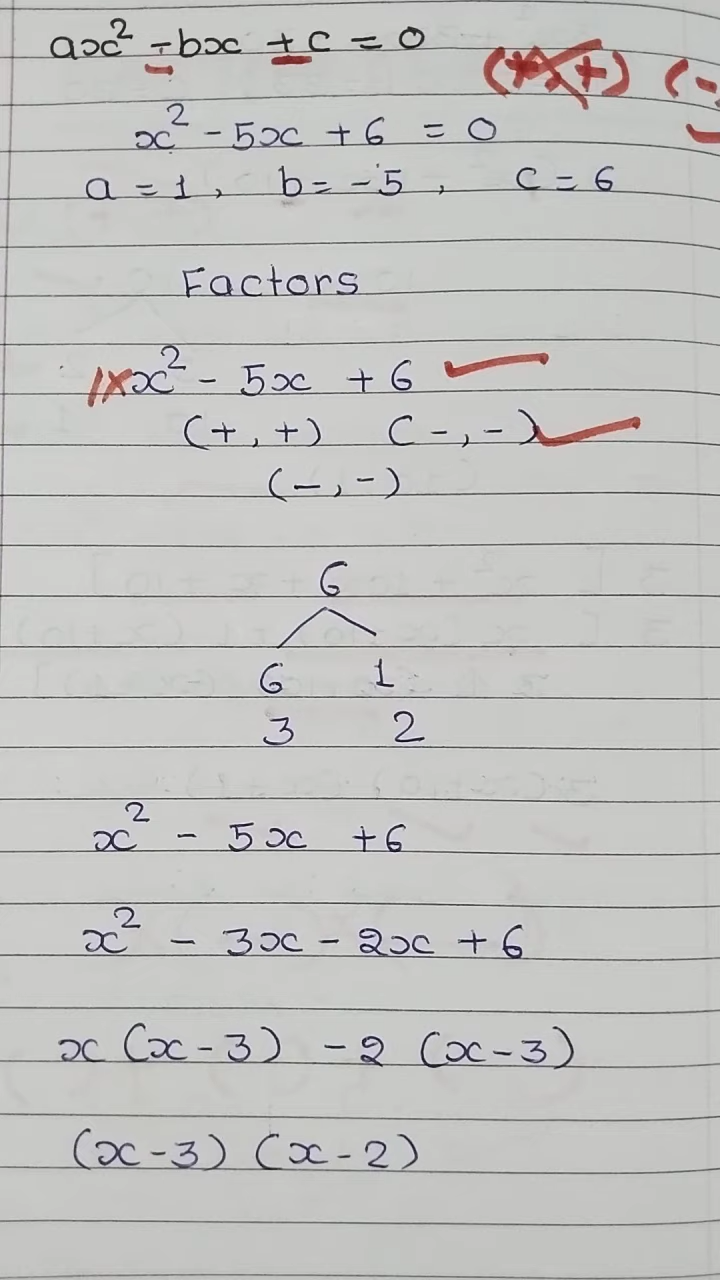 ax² - bx + c = 0
(+, +) (-,
x² - 5x + 6 = 0
a = 1, b = -5, c = 6
Factors
1×x² - 5x + 6
(+, +) (-, -)
(-, -)
6
6 1
3 2
x² - 5x + 6
x² - 3x - 2x + 6
x (x - 3) - 2 (x - 3)
(x - 3) (x - 2)